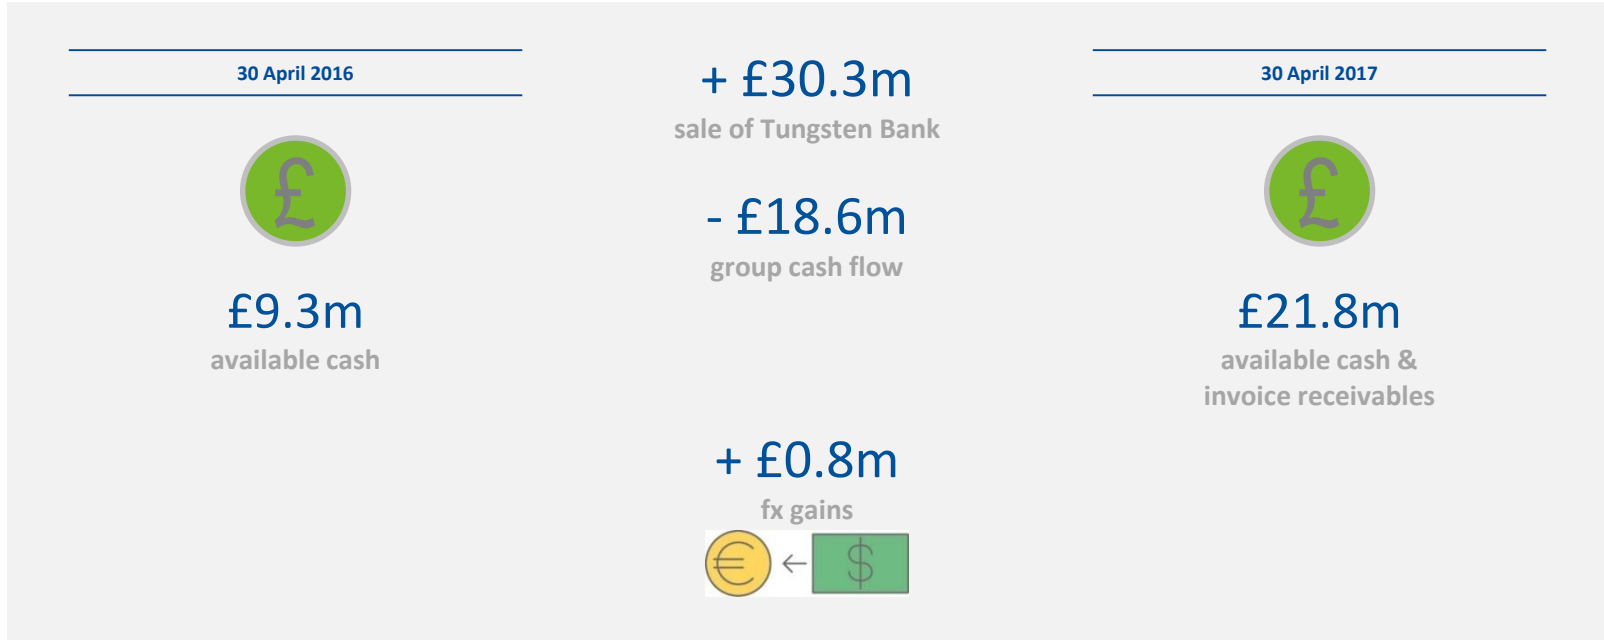 30 April 2016
£
£9.3m
available cash
+ £30.3m
sale of Tungsten Bank
- £18.6m
group cash flow
+ £0.8m
fx gains
€ ← $
30 April 2017
£
£21.8m
available cash &
invoice receivables